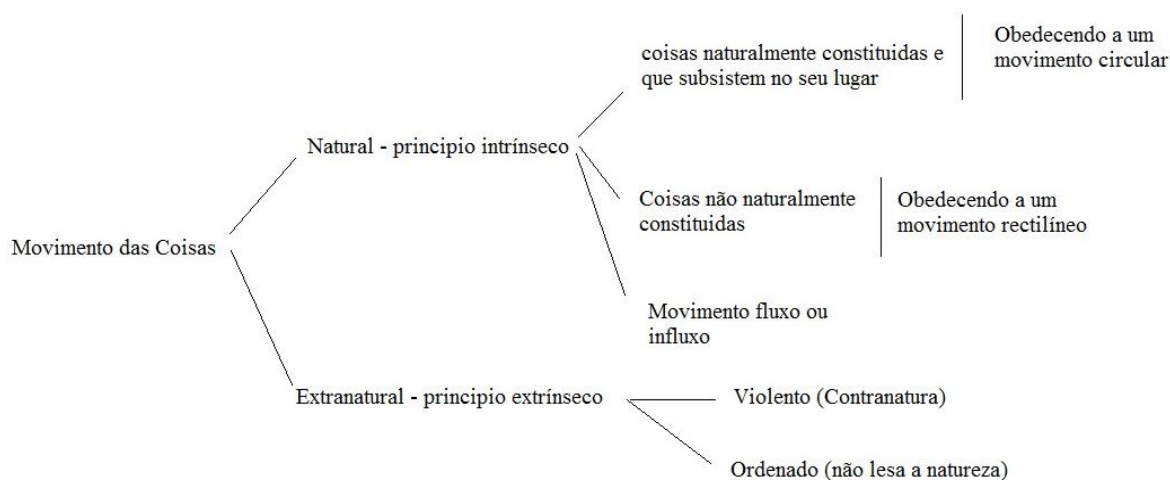 coisas naturalmente constituidas e
que subsistem no seu lugar
Obedecendo a um
movimento circular
Natural - principio intrínseco
Coisas não naturalmente
constituidas
Obedecendo a um
movimento rectilíneo
Movimento das Coisas
Movimento fluxo ou
influxo
Extranatural - principio extrínseco
Violento (Contranatura)
Ordenado (não lesa a natureza)